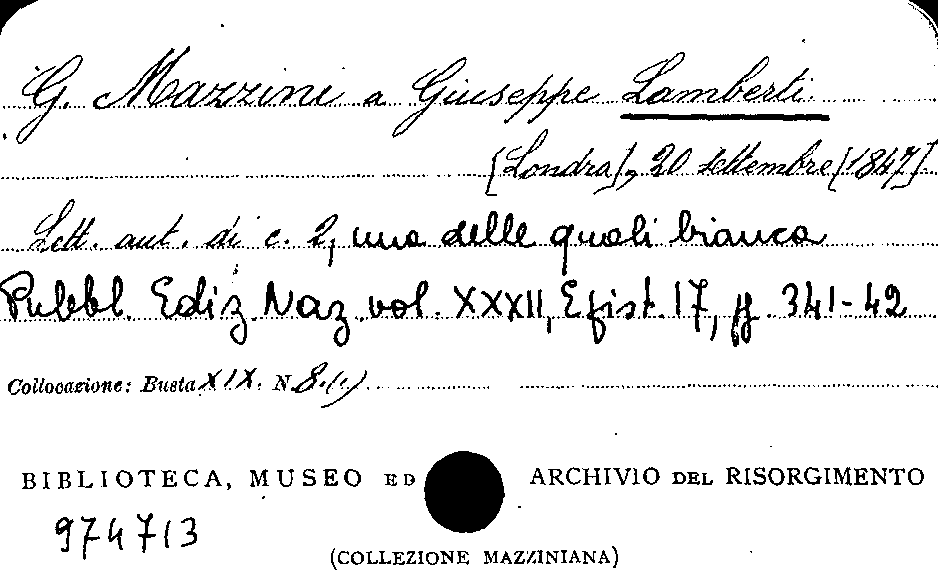 G. Mazzini a Giuseppe Lamberti
[Londra], 20 settembre [1847]
Lett. aut. di c. 2, una delle quali bianca
Pubbl. Ediz. Naz. vol. XXXII, Epist. 17, pp. 341-42
Collocazione: Busta XIX. N. 8.(1)
BIBLIOTECA, MUSEO ED ARCHIVIO DEL RISORGIMENTO
974713
(COLLEZIONE MAZZINIANA)